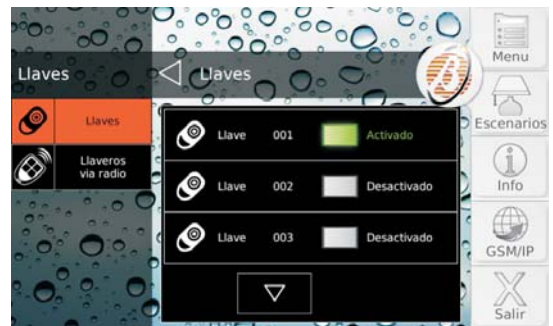 Llaves
Llaves
Llaves
Llaveros
via radio
Llave 001 Activado
Llave 002 Desactivado
Llave 003 Desactivado
Menu
Escenarios
Info
GSM/IP
Salir